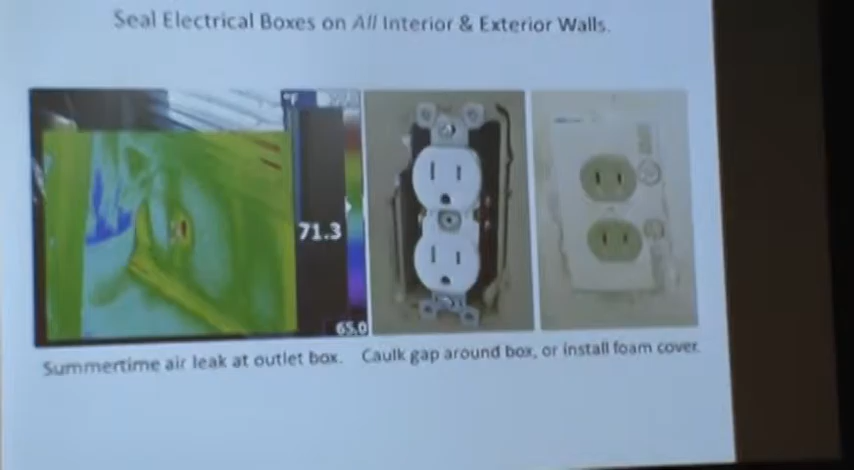 Seal Electrical Boxes on All Interior & Exterior Walls.
°F
71.3
65.0
Summertime air leak at outlet box. Caulk gap around box, or install foam cover.